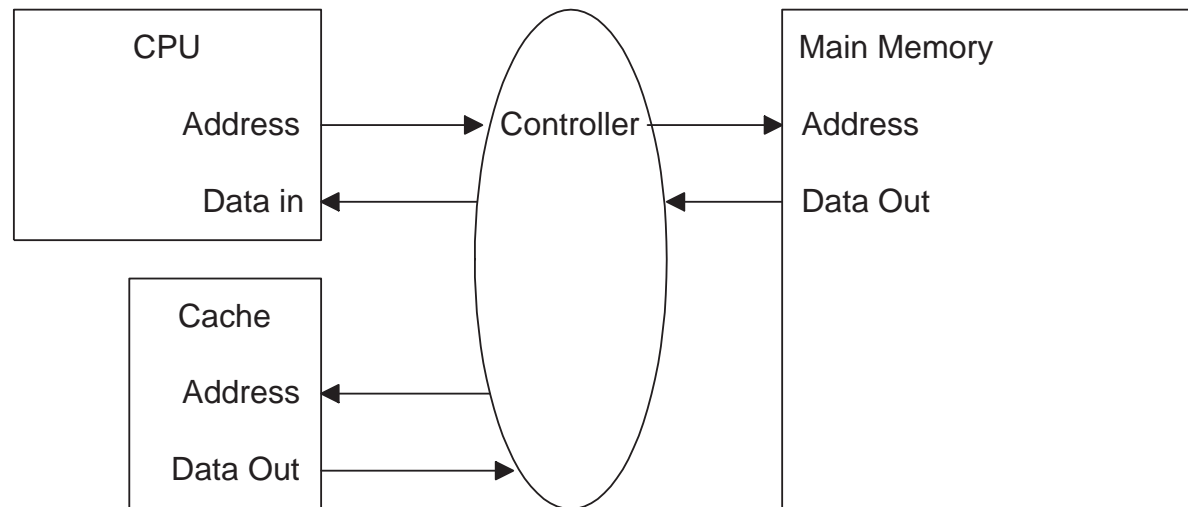 CPU
Address
Data in
Cache
Address
Data Out
Controller
Main Memory
Address
Data Out